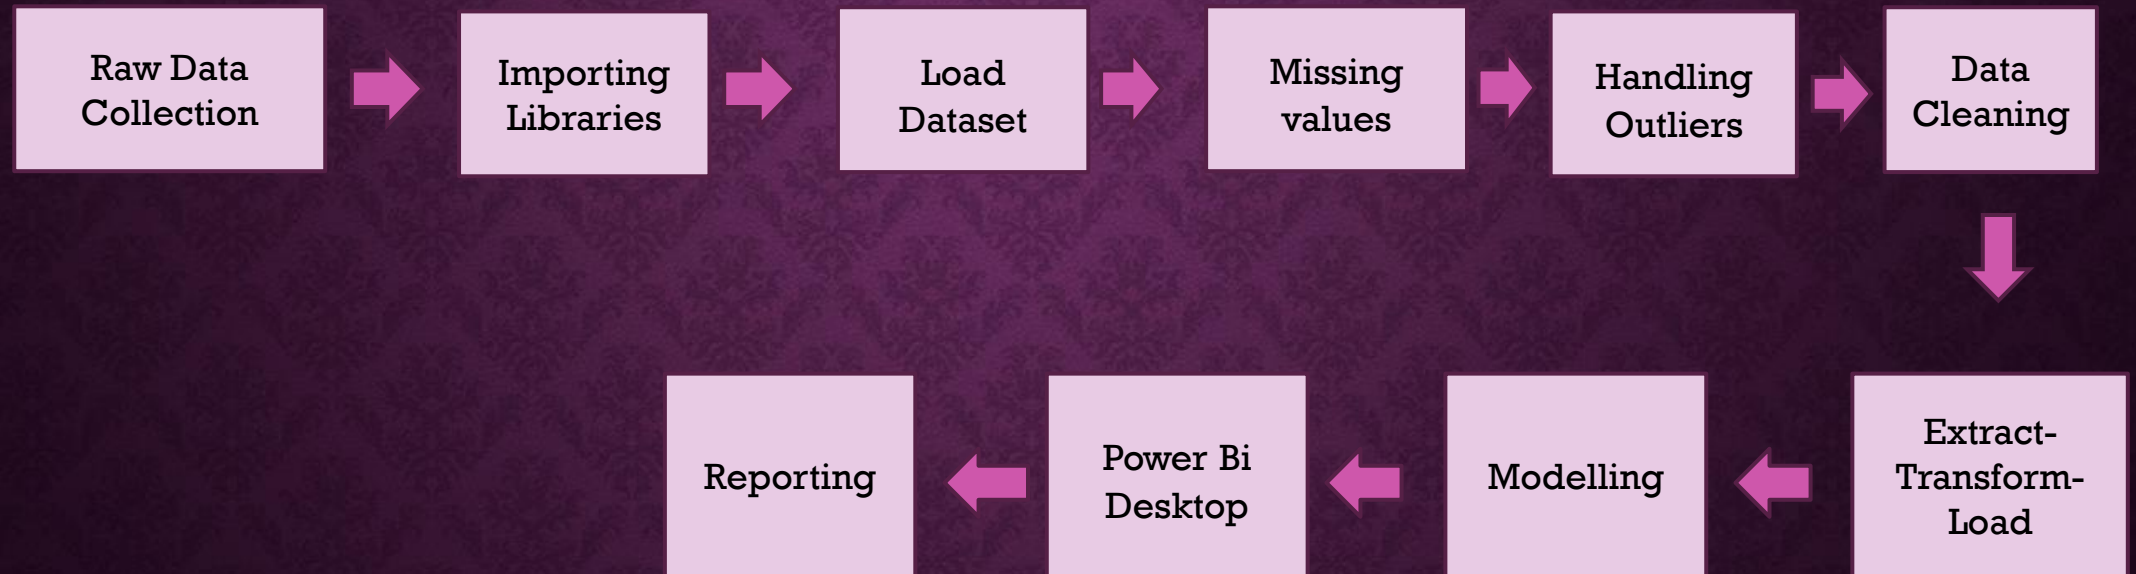 Raw Data
Collection
Importing
Libraries
Load
Dataset
Missing
values
Handling
Outliers
Data
Cleaning
Extract-
Transform-
Load
Modelling
Power Bi
Desktop
Reporting